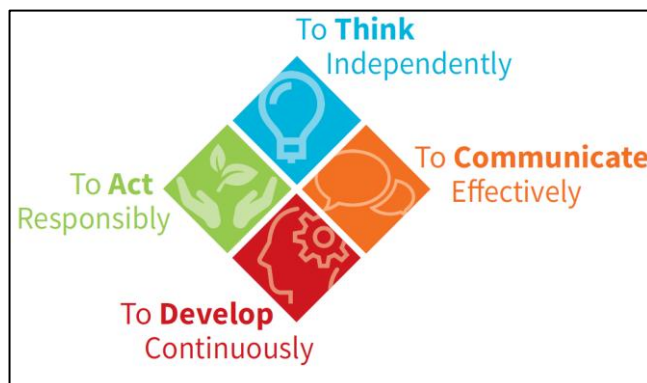 To Think
Independently
To Communicate
Effectively
To Act
Responsibly
To Develop
Continuously